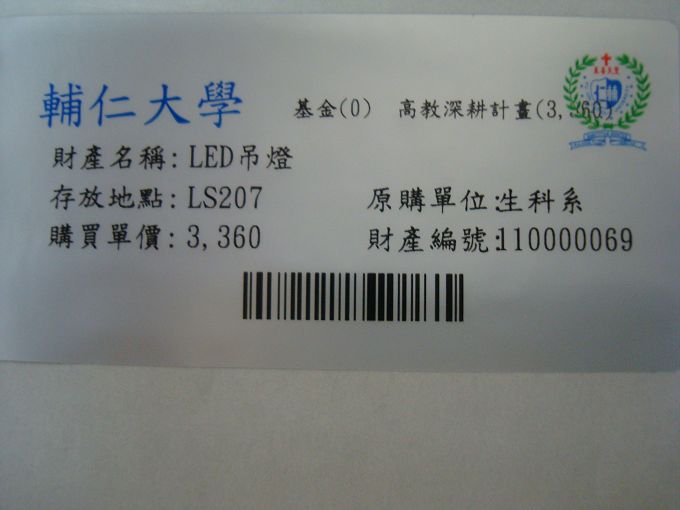 輔仁大學 基金(0) 高教深耕計畫(3,360)
財產名稱: LED吊燈
存放地點: LS207 原購單位:生科系
購買單價: 3,360 財產編號:110000069